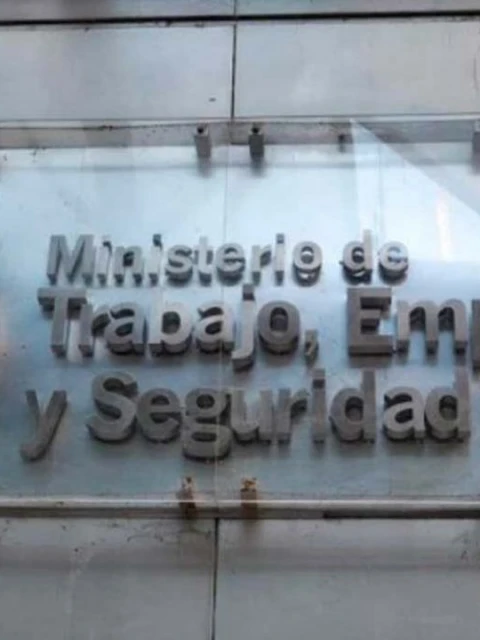 Ministerio de
Trabajo, Em
y Seguridad